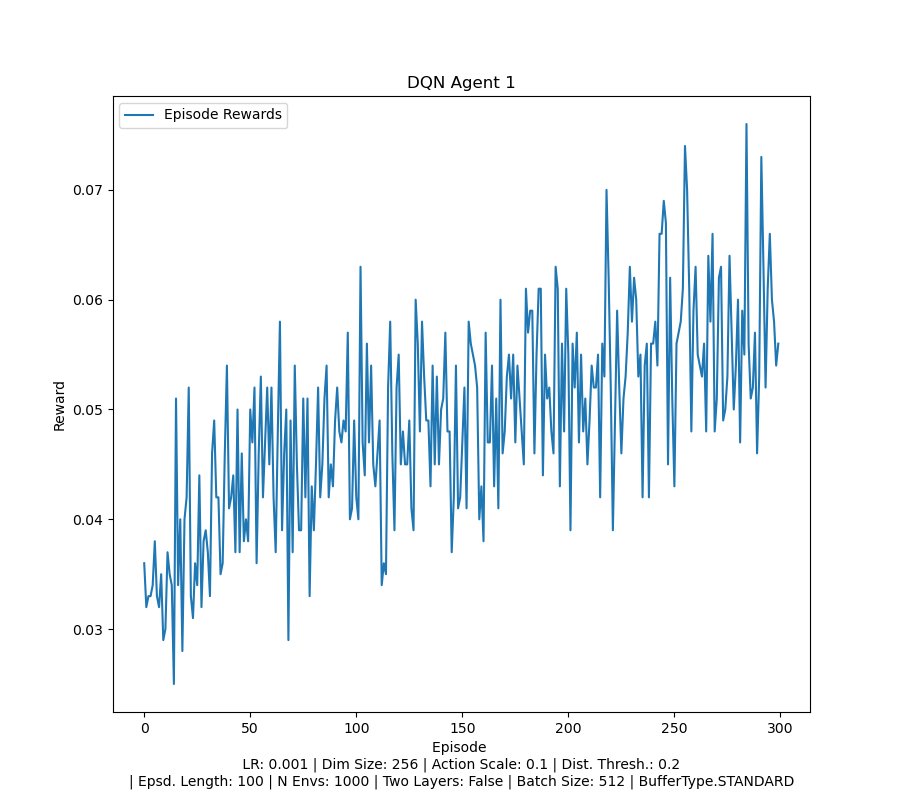 DQN Agent 1
Episode Rewards
0.07
0.06
0.05
0.04
0.03
Reward
0 50 100 150 200 250 300
Episode
LR: 0.001 | Dim Size: 256 | Action Scale: 0.1 | Dist. Thresh.: 0.2
| Epsd. Length: 100 | N Envs: 1000 | Two Layers: False | Batch Size: 512 | BufferType.STANDARD